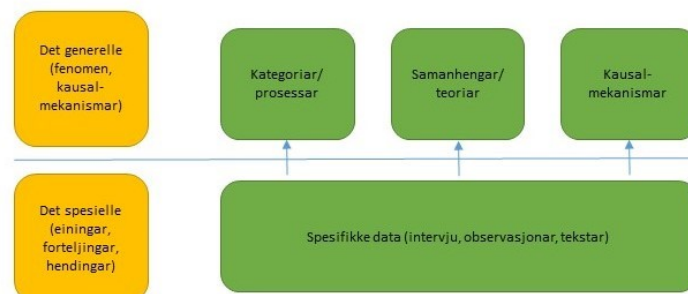 Det generelle
(fenomen,
kausal-
mekanismar)
Kategoriar/
prosessar
Samanhengar/
teoriar
Kausal-
mekanismar
Det spesielle
(einingar,
forteljingar,
hendingar)
Spesifikke data (intervju, observasjonar, tekstar)